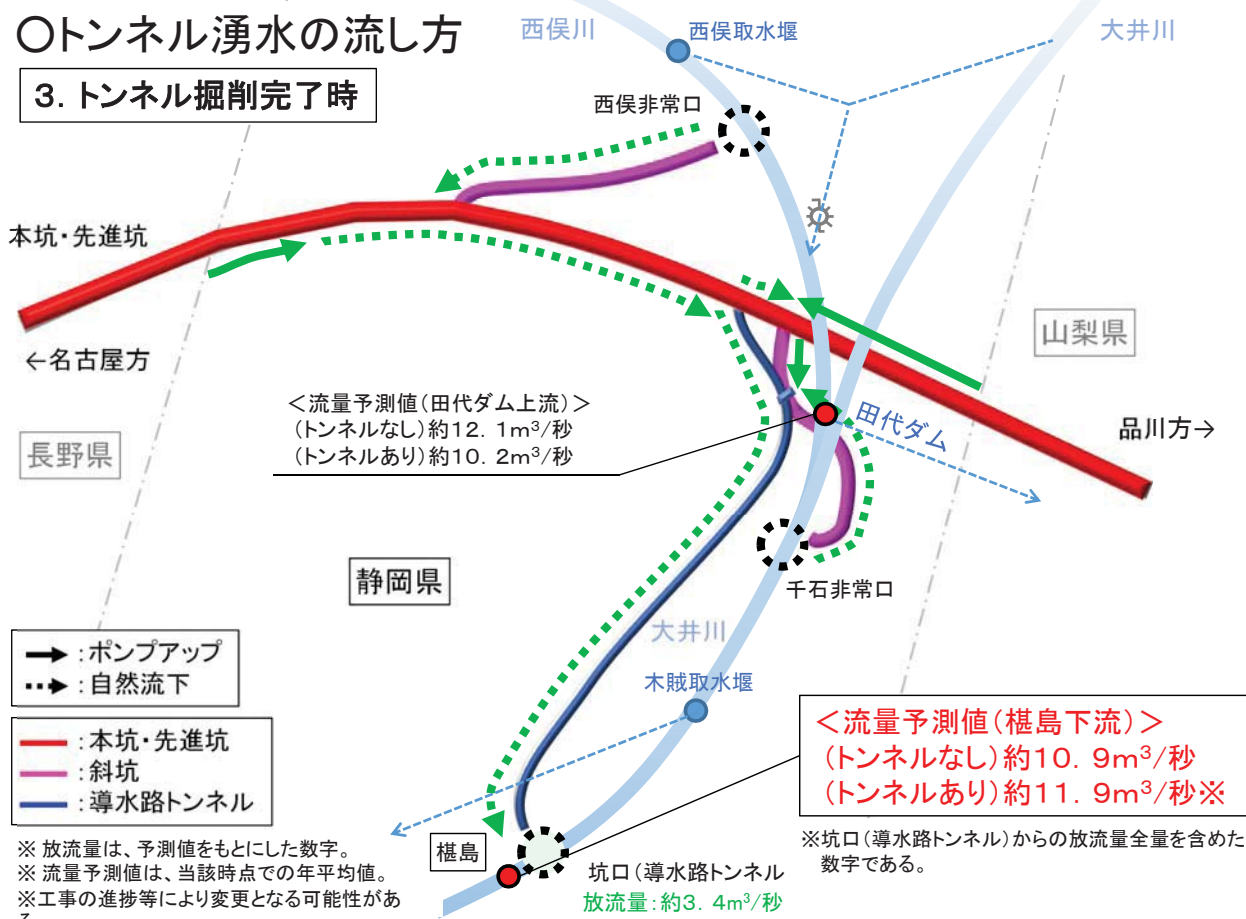 〇トンネル湧水の流し方
3．トンネル掘削完了時
西俣川
西俣取水堰
大井川
西俣非常口
本坑・先進坑
←名古屋方
長野県
山梨県
品川方→
田代ダム
＜流量予測値（田代ダム上流）＞
（トンネルなし）約12．1m³/秒
（トンネルあり）約10．2m³/秒
静岡県
千石非常口
大井川
木賊取水堰
：ポンプアップ
：自然流下
：本坑・先進坑
：斜坑
：導水路トンネル
＜流量予測値（椹島下流）＞
（トンネルなし）約10．9m³/秒
（トンネルあり）約11．9m³/秒※
※坑口（導水路トンネル）からの放流量全量を含めた
数字である。
椹島
坑口（導水路トンネル
放流量：約3．4m³/秒
※ 放流量は、予測値をもとにした数字。
※ 流量予測値は、当該時点での年平均値。
※工事の進捗等により変更となる可能性があ